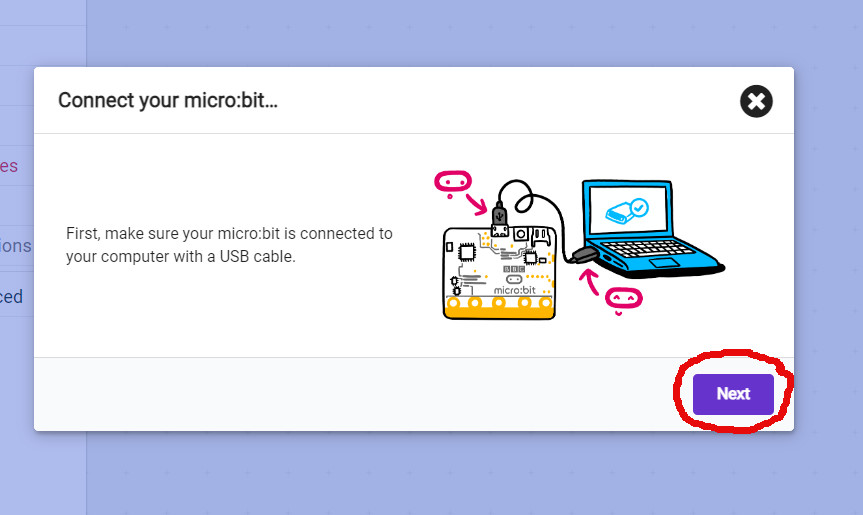 Connect your micro:bit...
es
First, make sure your micro:bit is connected to
your computer with a USB cable.
ions
ced
BBC
micro:bit
Next